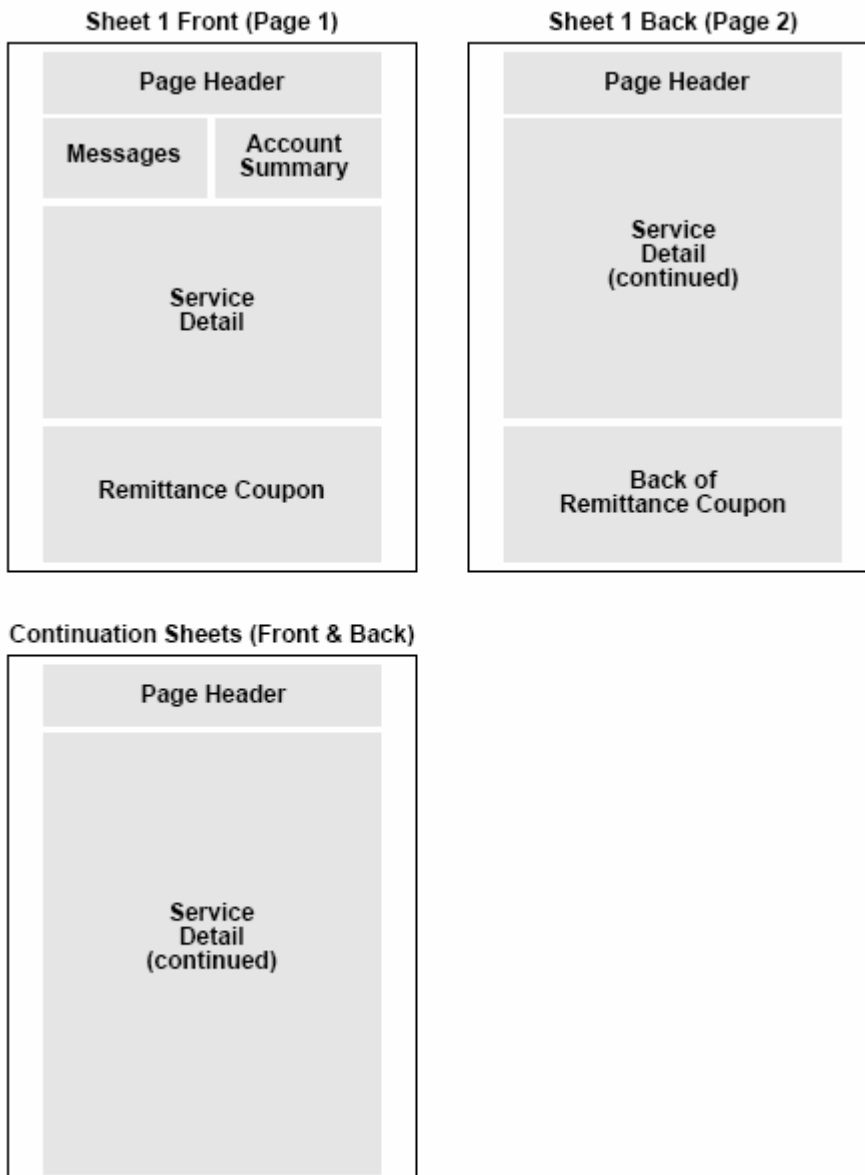 Sheet 1 Front (Page 1)
Page Header
Messages
Account
Summary
Service
Detail
Remittance Coupon
Sheet 1 Back (Page 2)
Page Header
Service
Detail
(continued)
Back of
Remittance Coupon
Continuation Sheets (Front & Back)
Page Header
Service
Detail
(continued)